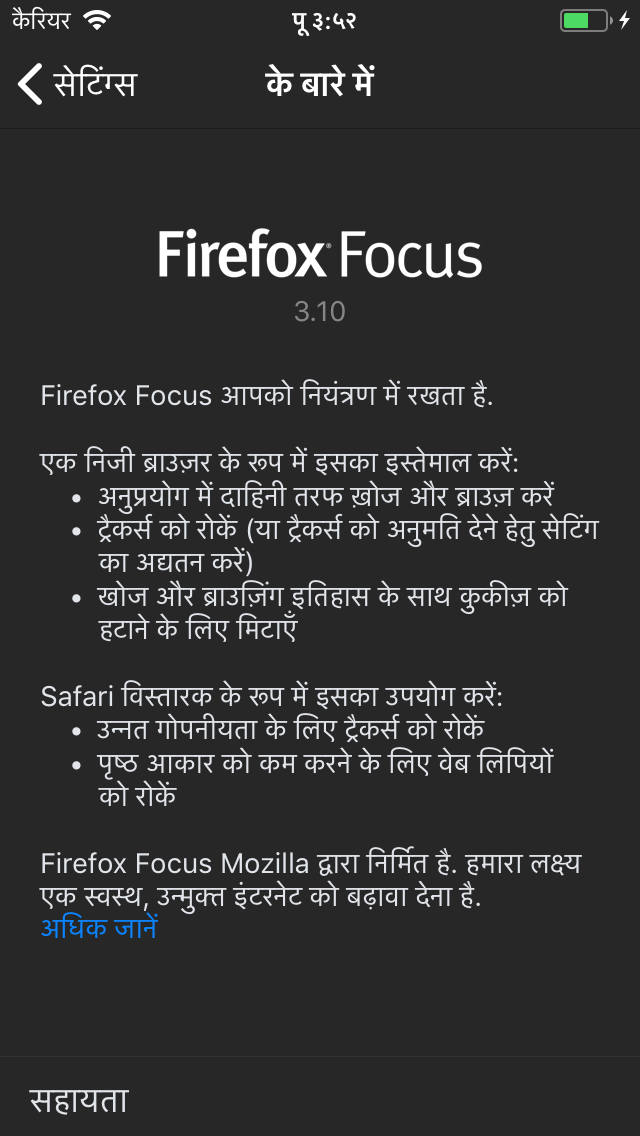 कैरियर पू ३:५२
सेटिंग्स के बारे में
Firefox Focus
3.10
Firefox Focus आपको नियंत्रण में रखता है.
एक निजी ब्राउज़र के रूप में इसका इस्तेमाल करें:
• अनुप्रयोग में दाहिनी तरफ ख़ोज और ब्राउज़ करें
• ट्रैकर्स को रोकें (या ट्रैकर्स को अनुमति देने हेतु सेटिंग
का अद्यतन करें)
• खोज और ब्राउज़िंग इतिहास के साथ कुकीज़ को
हटाने के लिए मिटाएँ
Safari विस्तारक के रूप में इसका उपयोग करें:
• उन्नत गोपनीयता के लिए ट्रैकर्स को रोकें
• पृष्ठ आकार को कम करने के लिए वेब लिपियों
को रोकें
Firefox Focus Mozilla द्वारा निर्मित है. हमारा लक्ष्य
एक स्वस्थ, उन्मुक्त इंटरनेट को बढ़ावा देना है.
अधिक जानें
सहायता